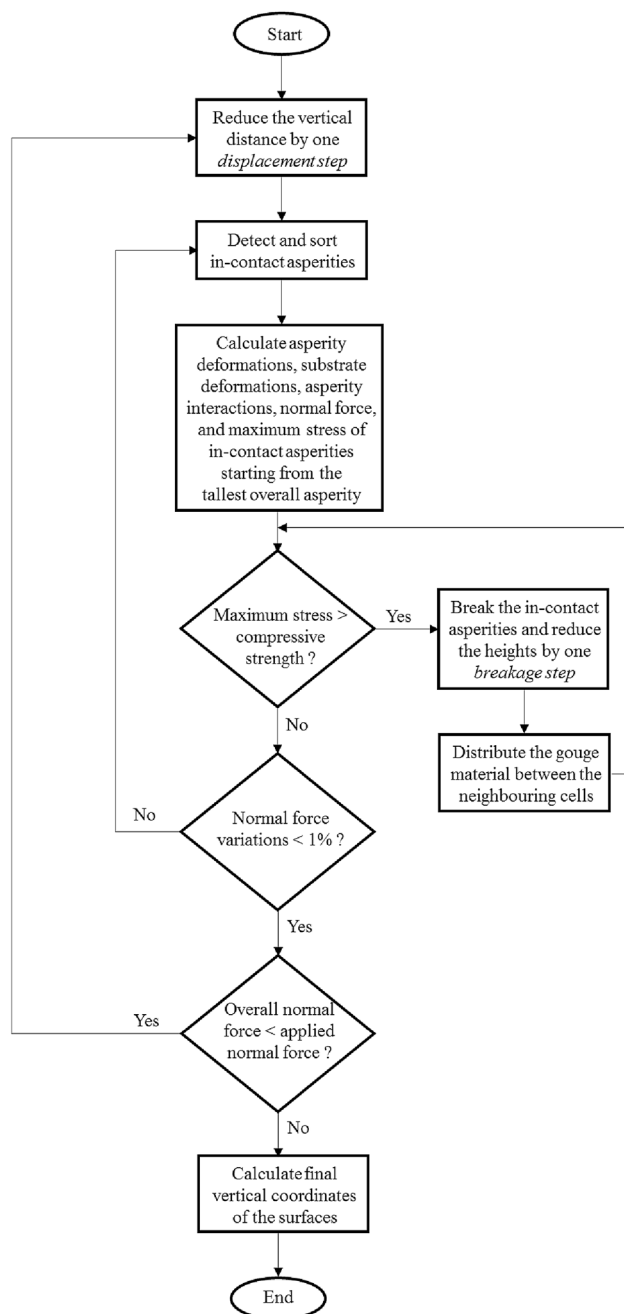 Start
Reduce the vertical
distance by one
displacement step
Detect and sort
in-contact asperities
Calculate asperity
deformations, substrate
deformations, asperity
interactions, normal force,
and maximum stress of
in-contact asperities
starting from the
tallest overall asperity
Maximum stress >
compressive
strength ?
Yes
Break the in-contact
asperities and reduce
the heights by one
breakage step
No
Distribute the gouge
material between the
neighbouring cells
No
Normal force
variations < 1% ?
Yes
Yes
Overall normal
force < applied
normal force ?
No
Calculate final
vertical coordinates
of the surfaces
End